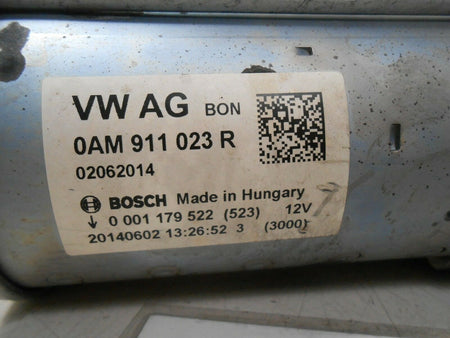 VW AG BON
0AM 911 023 R
02062014
BOSCH Made in Hungary
0 001 179 522 (523) 12V
20140602 13:26:52 3 (3000)